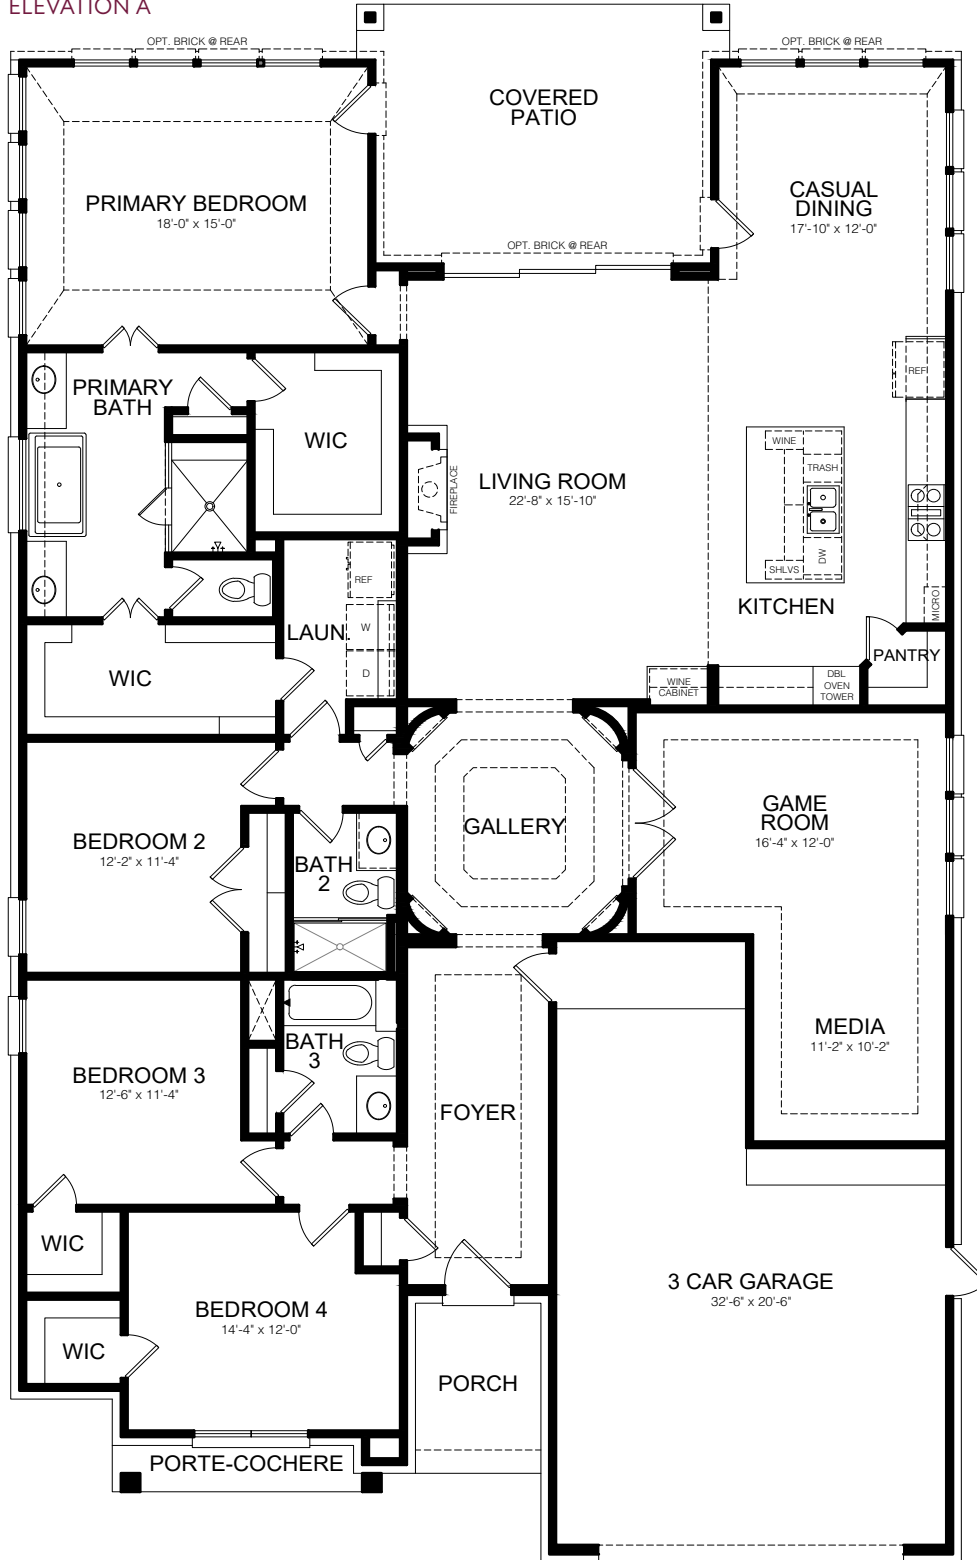 ELEVATION A
OPT. BRICK @ REAR
OPT. BRICK @ REAR
COVERED
PATIO
PRIMARY BEDROOM
18'-0" x 15'-0"
CASUAL
DINING
17'-10" x 12'-0"
OPT. BRICK @ REAR
REF
PRIMARY
BATH
WIC
WINE
TRASH
LIVING ROOM
22'-8" x 15'-10"
FIREPLACE
DW
SHLVS
REF
MICRO
KITCHEN
LAUN.
W
PANTRY
WIC
D
WINE
CABINET
DBL
OVEN
TOWER
GAME
ROOM
16'-4" x 12'-0"
GALLERY
BEDROOM 2
12'-2" x 11'-4"
BATH
2
MEDIA
11'-2" x 10'-2"
BATH
3
BEDROOM 3
12'-6" x 11'-4"
FOYER
WIC
3 CAR GARAGE
32'-6" x 20'-6"
BEDROOM 4
14'-4" x 12'-0"
WIC
PORCH
PORTE-COCHERE